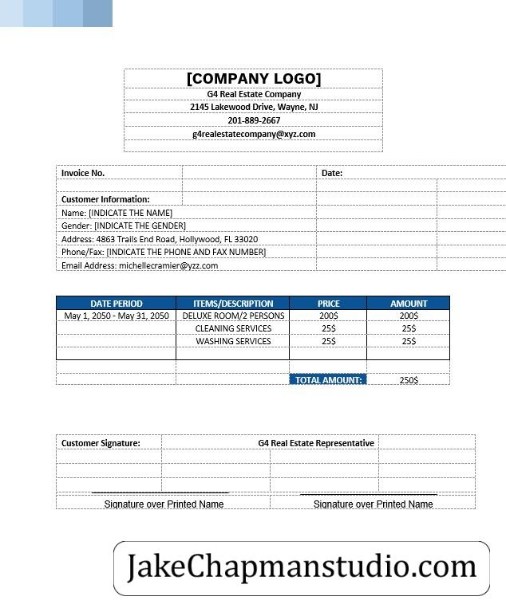 [COMPANY LOGO]
G4 Real Estate Company
2145 Lakewood Drive, Wayne, NJ
201-889-2667
g4realestatecompany@xyz.com
Invoice No. Date:
Customer Information:
Name: [INDICATE THE NAME]
Gender: [INDICATE THE GENDER]
Address: 4863 Trails End Road, Hollywood, FL 33020
Phone/Fax: [INDICATE THE PHONE AND FAX NUMBER]
Email Address: michellecramier@yzz.com
DATE PERIOD ITEMS/DESCRIPTION PRICE AMOUNT
May 1, 2050 - May 31, 2050 DELUXE ROOM/2 PERSONS 200$ 200$
CLEANING SERVICES 25$ 25$
WASHING SERVICES 25$ 25$
TOTAL AMOUNT: 250$
Customer Signature: G4 Real Estate Representative
Signature over Printed Name Signature over Printed Name
JakeChapmanstudio.com